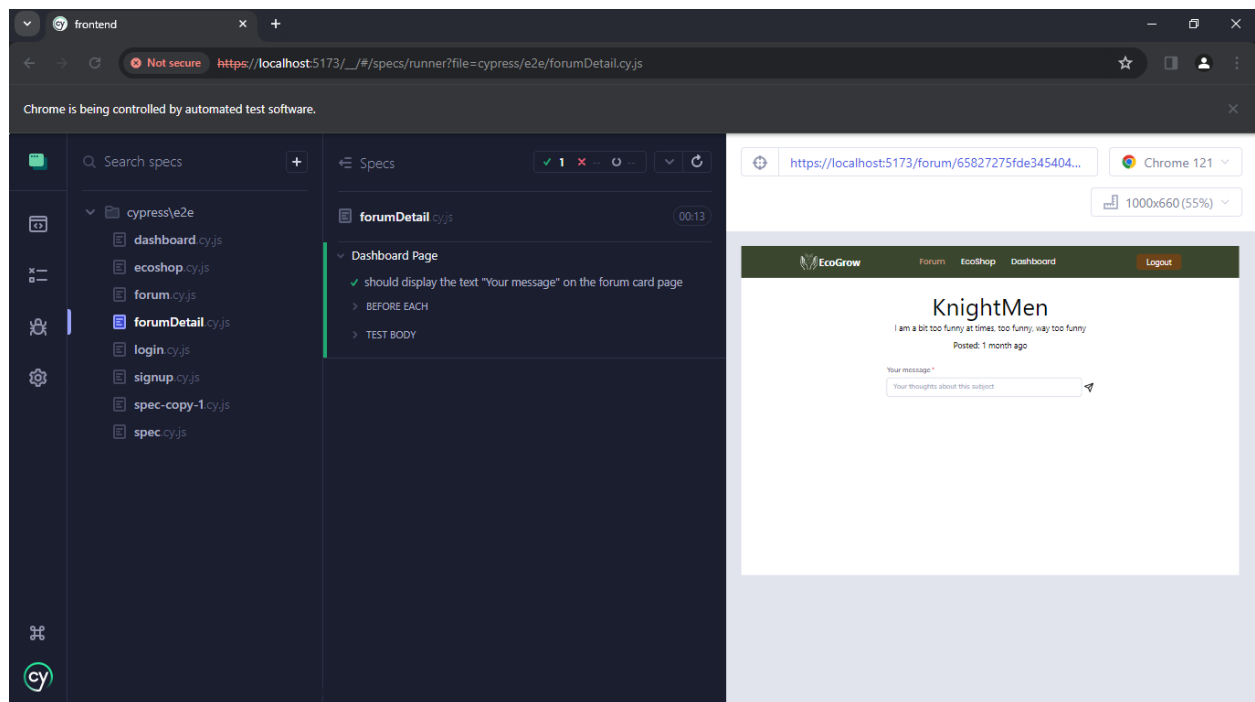 frontend
Not secure https://localhost:5173/__/#/specs/runner?file=cypress/e2e/forumDetail.cy.js
Chrome is being controlled by automated test software.
Search specs
cypress\e2e
dashboard.cy.js
ecoshop.cy.js
forum.cy.js
forumDetail.cy.js
login.cy.js
signup.cy.js
spec-copy-1.cy.js
spec.cy.js
cy
Specs
1 -- --
forumDetail.cy.js 00:13
Dashboard Page
should display the text "Your message" on the forum card page
BEFORE EACH
TEST BODY
https://localhost:5173/forum/65827275fde345404... Chrome 121
1000x660 (55%)
EcoGrow Forum EcoShop Dashboard Logout
KnightMen
I am a bit too funny at times, too funny, way too funny
Posted: 1 month ago
Your message *
Your thoughts about this subject